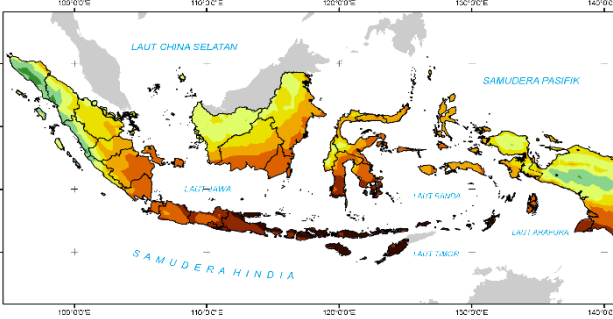 100°0'0"E 110°0'0"E 120°0'0"E 130°0'0"E 140°0'0"E
LAUT CHINA SELATAN
SAMUDERA PASIFIK
LAUT JAWA
LAUT BANDA
LAUT ARAFURA
SAMUDERA HINDIA
LAUT TIMOR
100°0'0"E 110°0'0"E 120°0'0"E 130°0'0"E 140°0'0"E